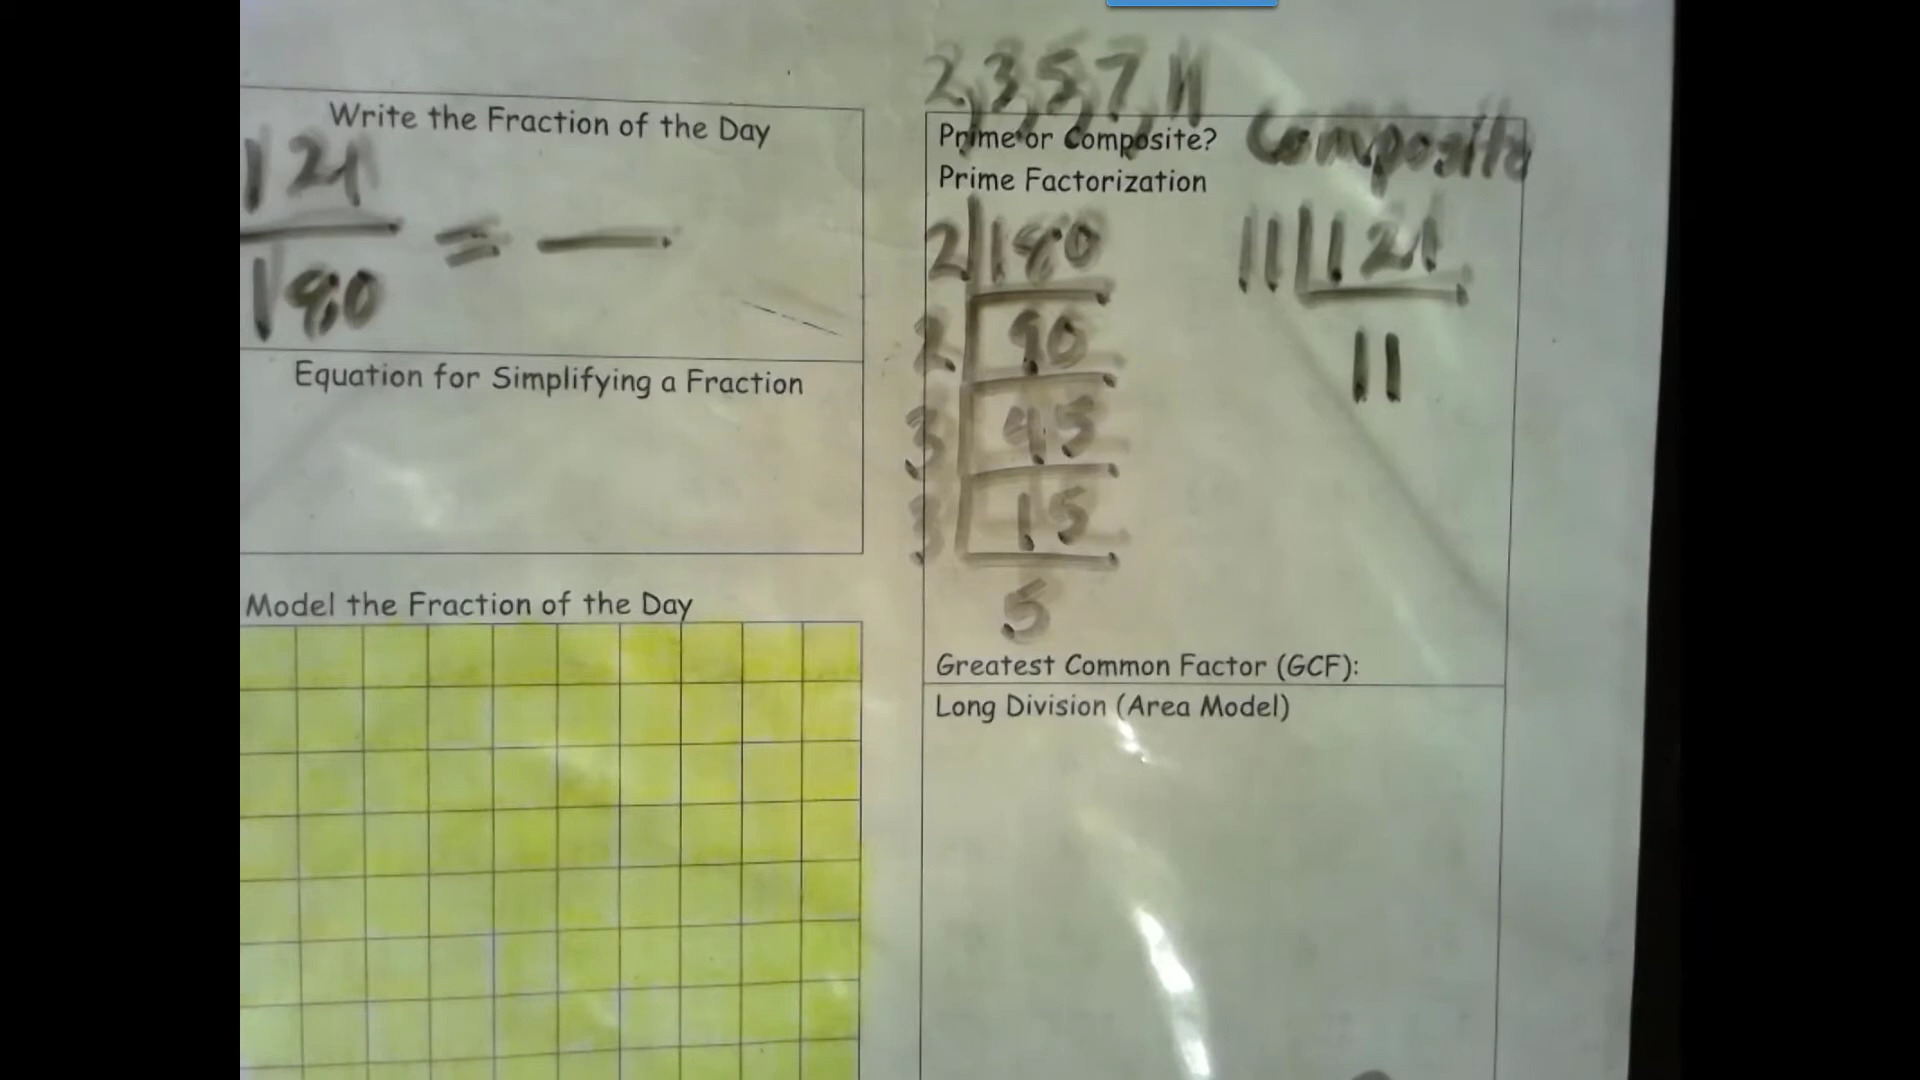 Write the Fraction of the Day
121
180
=
Equation for Simplifying a Fraction
Model the Fraction of the Day
2, 3, 5, 7, 11
Prime or Composite? Composite
Prime Factorization
2 180
2 90
3 45
3 15
5
11 121
11
Greatest Common Factor (GCF):
Long Division (Area Model)